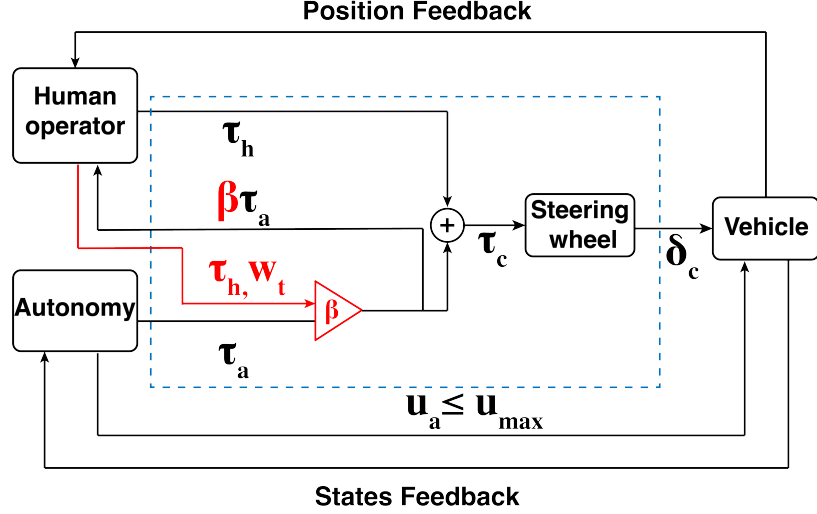 Position Feedback
Human
operator
τh
βτa
+
Steering
wheel
τc
Vehicle
δc
τh, wt
β
Autonomy
τa
ua ≤ umax
States Feedback